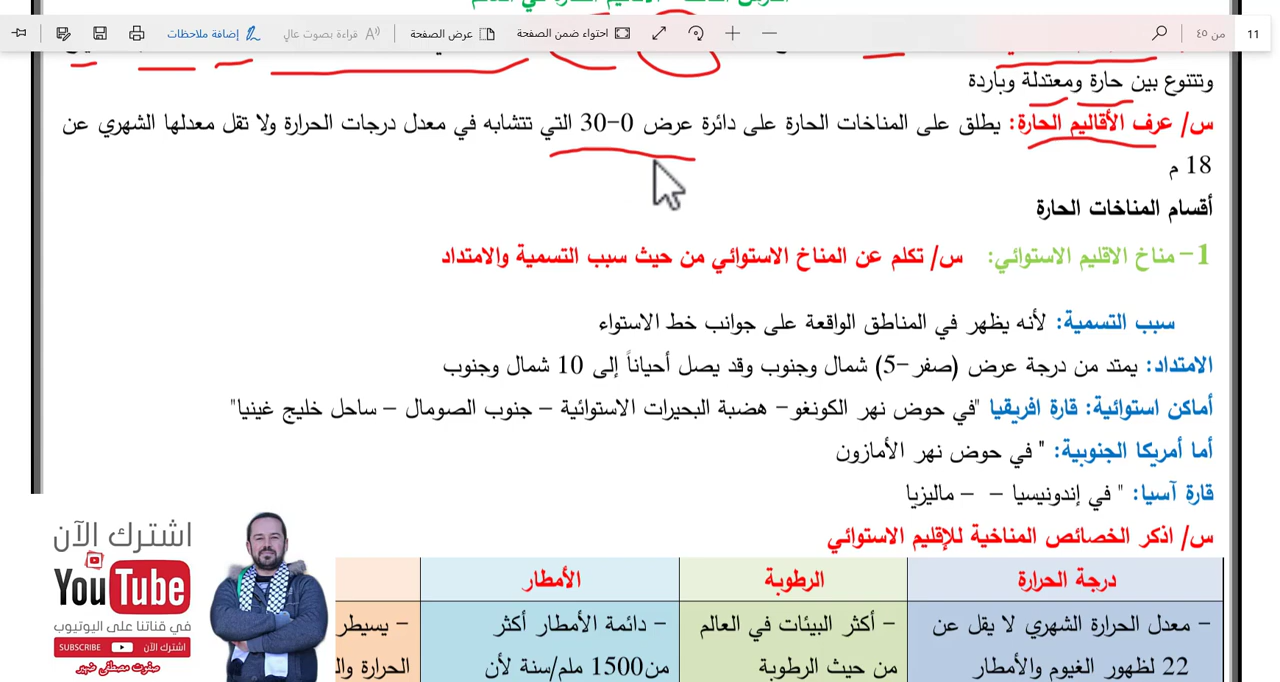 11
من ٤٥
احتواء ضمن الصفحة
عرض الصفحة
قراءة بصوت عالٍ
إضافة ملاحظات
وتتنوع بين حارة ومعتدلة وباردة
س/ عرف الأقاليم الحارة: يطلق على المناخات الحارة على دائرة عرض 0-30 التي تتشابه في معدل درجات الحرارة ولا تقل معدلها الشهري عن
18 م
أقسام المناخات الحارة
1- مناخ الاقليم الاستوائي: س/ تكلم عن المناخ الاستوائي من حيث سبب التسمية والامتداد
سبب التسمية: لأنه يظهر في المناطق الواقعة على جوانب خط الاستواء
الامتداد: يمتد من درجة عرض (صفر-5) شمال وجنوب وقد يصل أحياناً إلى 10 شمال وجنوب
أماكن استوائية: قارة افريقيا "في حوض نهر الكونغو- هضبة البحيرات الاستوائية – جنوب الصومال – ساحل خليج غينيا"
أما أمريكا الجنوبية: " في حوض نهر الأمازون
قارة آسيا: " في إندونيسيا - – ماليزيا
س/ اذكر الخصائص المناخية للإقليم الاستوائي
درجة الحرارة
الرطوبة
الأمطار
- معدل الحرارة الشهري لا يقل عن
22 لظهور الغيوم والأمطار
- أكثر البيئات في العالم
من حيث الرطوبة
- دائمة الأمطار أكثر
من1500 ملم/سنة لأن
- يسيطر
الحرارة
اشترك الآن
YouTube
في قناتنا على اليوتيوب
SUBSCRIBE
اشترك الآن
صفوت مصطفى ضهير